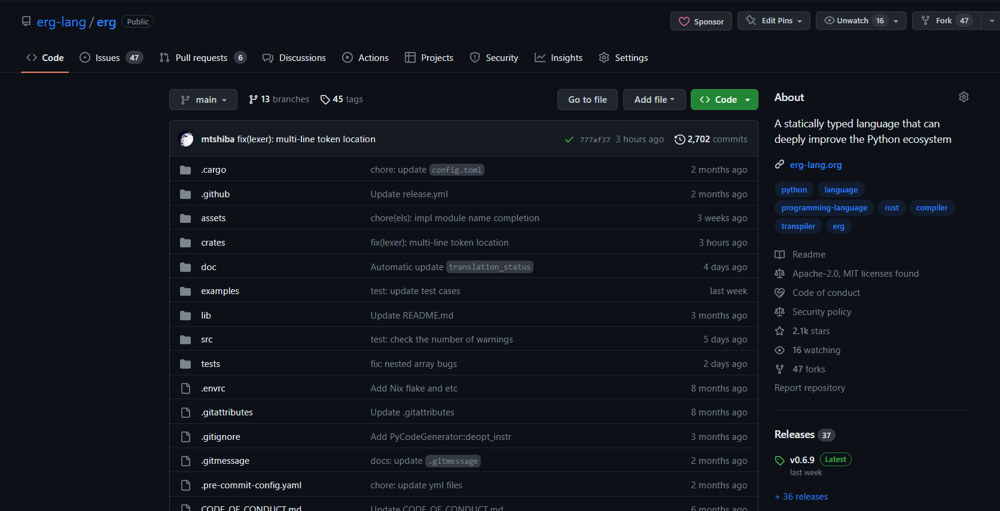 erg-lang / erg Public
Sponsor Edit Pins Unwatch 16 Fork 47
Code Issues 47 Pull requests 6 Discussions Actions Projects Security Insights Settings
main 13 branches 45 tags Go to file Add file Code
mtshiba fix(lexer): multi-line token location 777af37 3 hours ago 2,702 commits
.cargo chore: update config.toml 2 months ago
.github Update release.yml 2 months ago
assets chore(els): impl module name completion 3 weeks ago
crates fix(lexer): multi-line token location 3 hours ago
doc Automatic update translation_status 4 days ago
examples test: update test cases last week
lib Update README.md 3 months ago
src test: check the number of warnings 5 days ago
tests fix: nested array bugs 2 days ago
.envrc Add Nix flake and etc 8 months ago
.gitattributes Update .gitattributes 8 months ago
.gitignore Add PyCodeGenerator::deopt_instr 3 months ago
.gitmessage docs: update .gitmessage 2 months ago
.pre-commit-config.yaml chore: update yml files 2 months ago
CODE_OF_CONDUCT.md Update CODE_OF_CONDUCT.md 6 months ago
About
A statically typed language that can
deeply improve the Python ecosystem
erg-lang.org
python language
programming-language rust compiler
transpiler erg
Readme
Apache-2.0, MIT licenses found
Code of conduct
Security policy
2.1k stars
16 watching
47 forks
Report repository
Releases 37
v0.6.9 Latest
last week
+ 36 releases